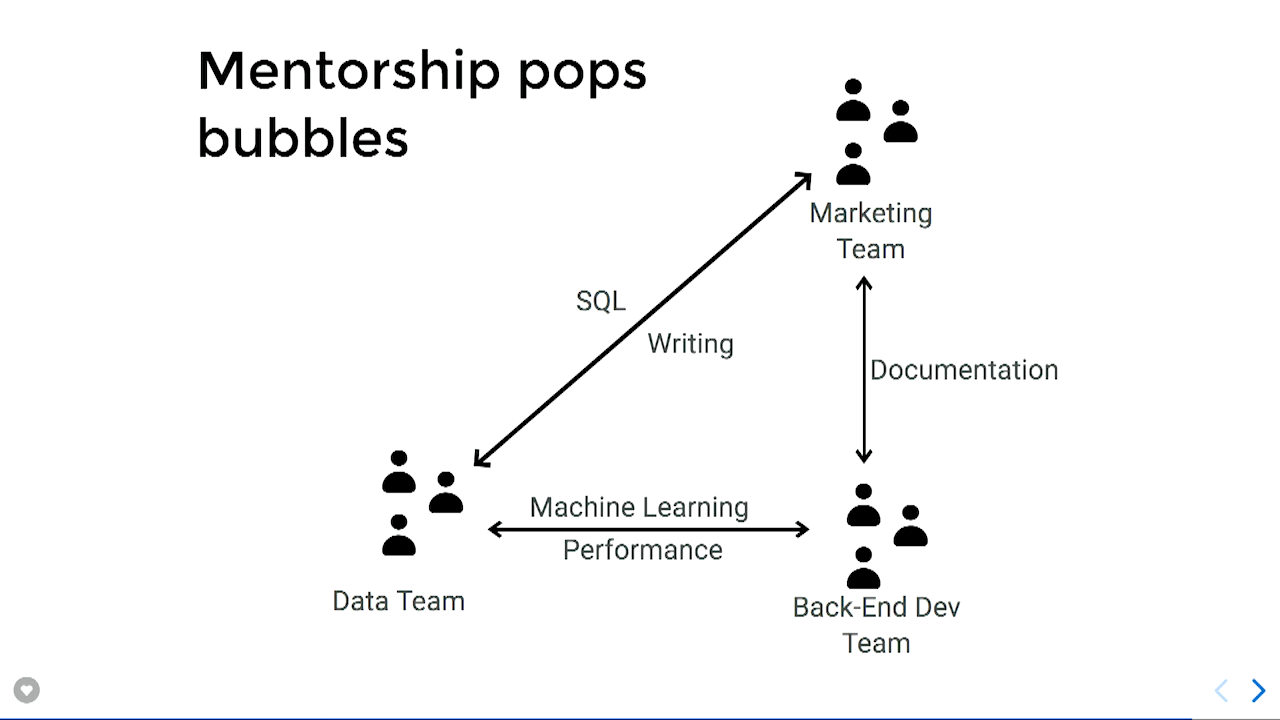 Mentorship pops
bubbles
Marketing
Team
SQL
Writing
Documentation
Machine Learning
Performance
Data Team
Back-End Dev
Team